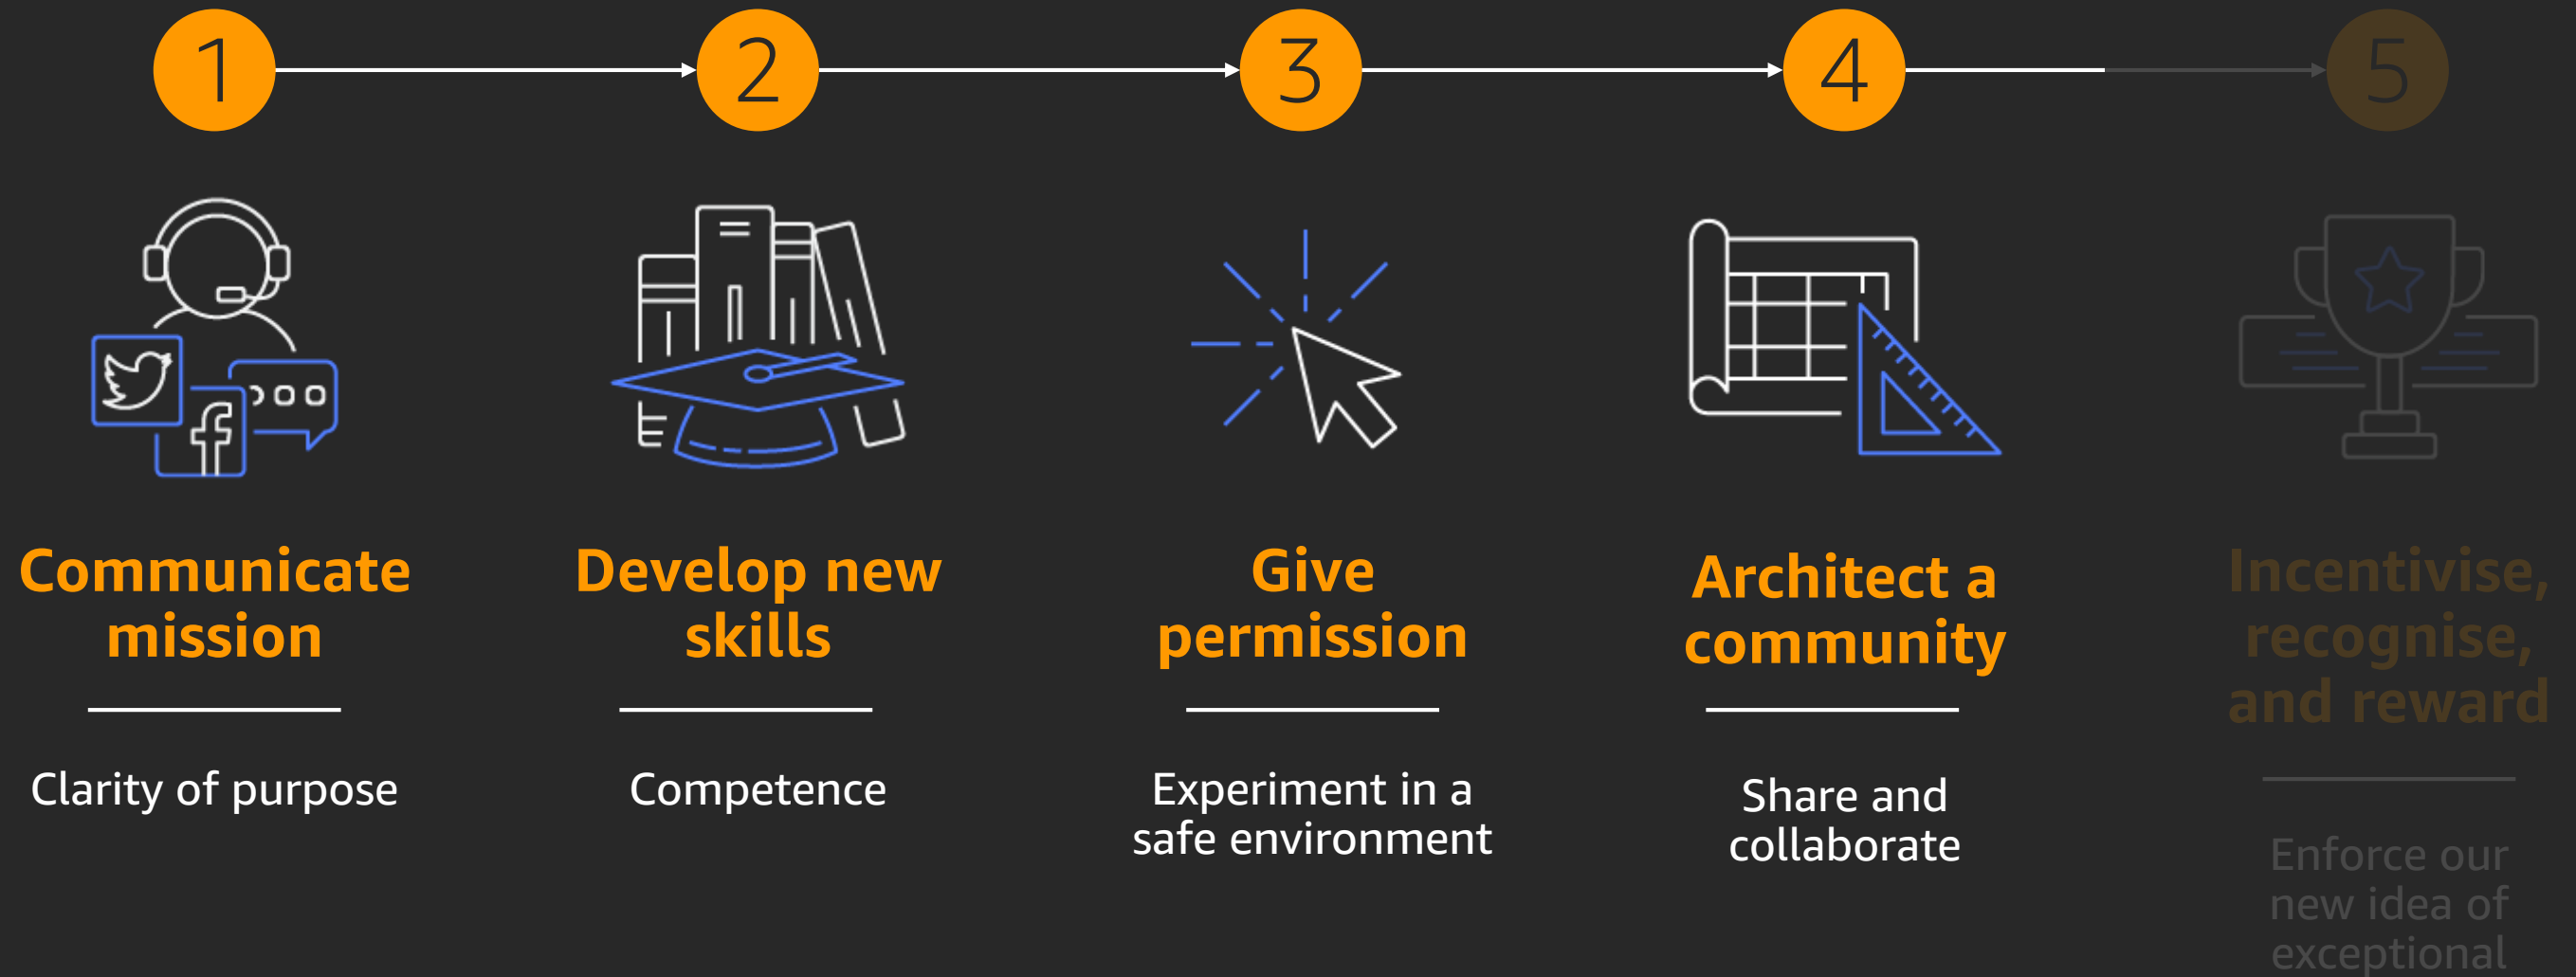 1
2
3
4
5
Communicate
mission
Clarity of purpose
Develop new
skills
Competence
Give
permission
Experiment in a
safe environment
Architect a
community
Share and
collaborate
Incentivise,
recognise,
and reward
Enforce our
new idea of
exceptional